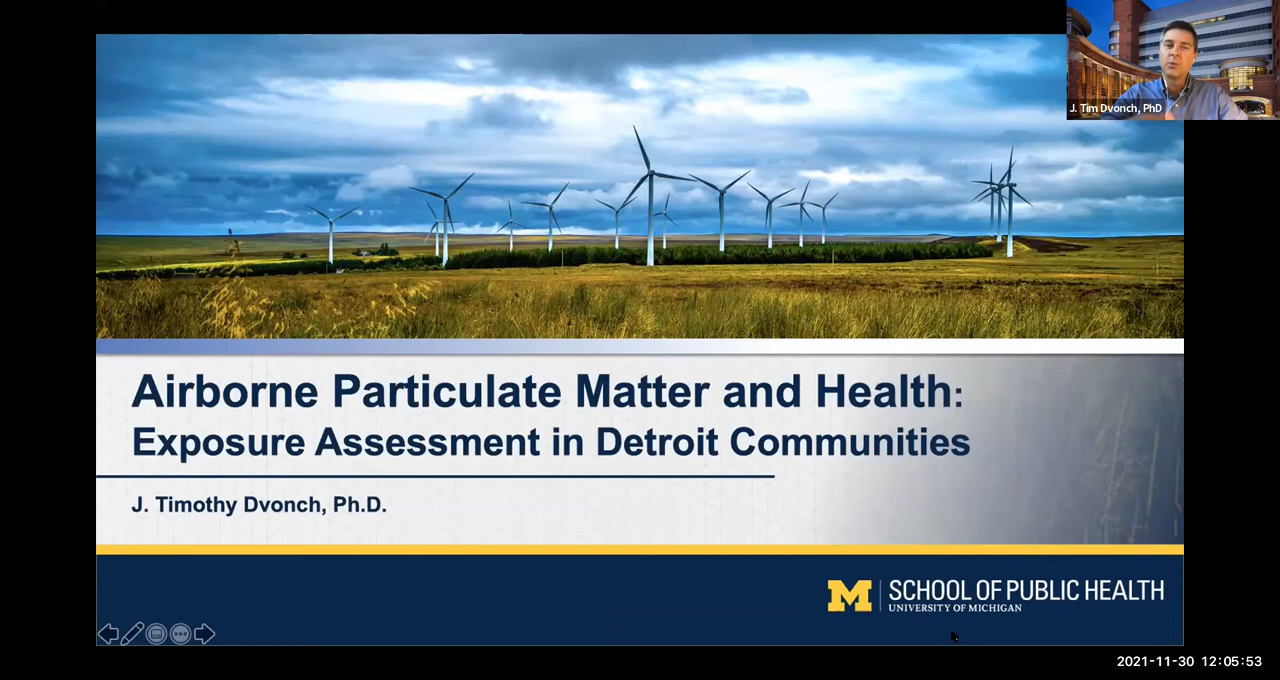 J. Tim Dvonch, PhD
Airborne Particulate Matter and Health:
Exposure Assessment in Detroit Communities
J. Timothy Dvonch, Ph.D.
M SCHOOL OF PUBLIC HEALTH
UNIVERSITY OF MICHIGAN
2021-11-30 12:05:53